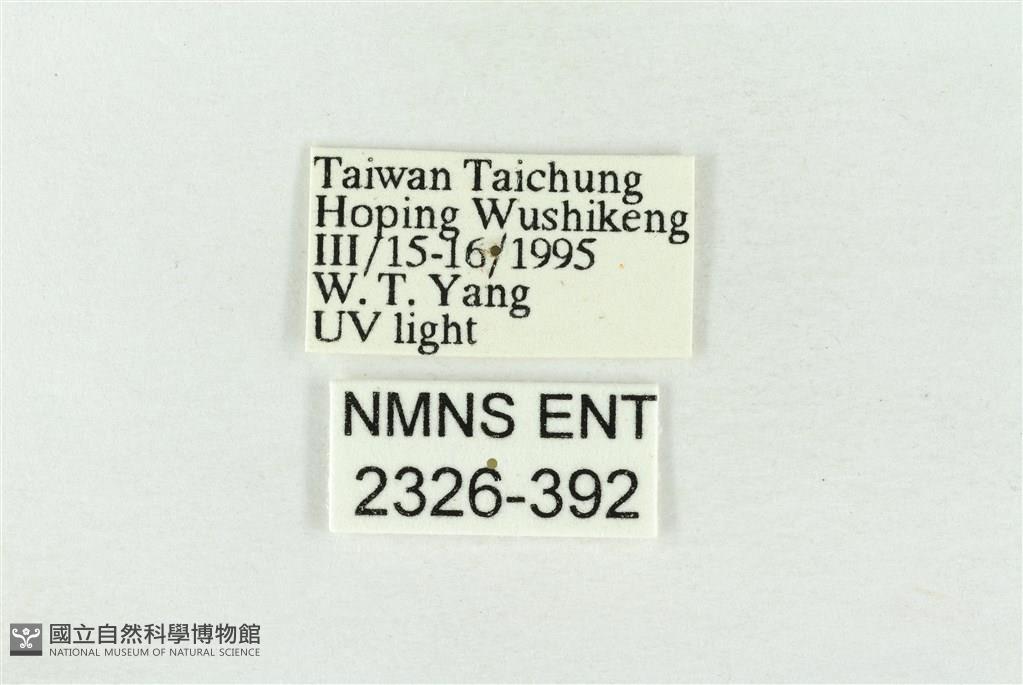 Taiwan Taichung
Hoping Wushikeng
III/15-16/1995
W. T. Yang
UV light
NMNS ENT
2326-392
國立自然科學博物館
NATIONAL MUSEUM OF NATURAL SCIENCE